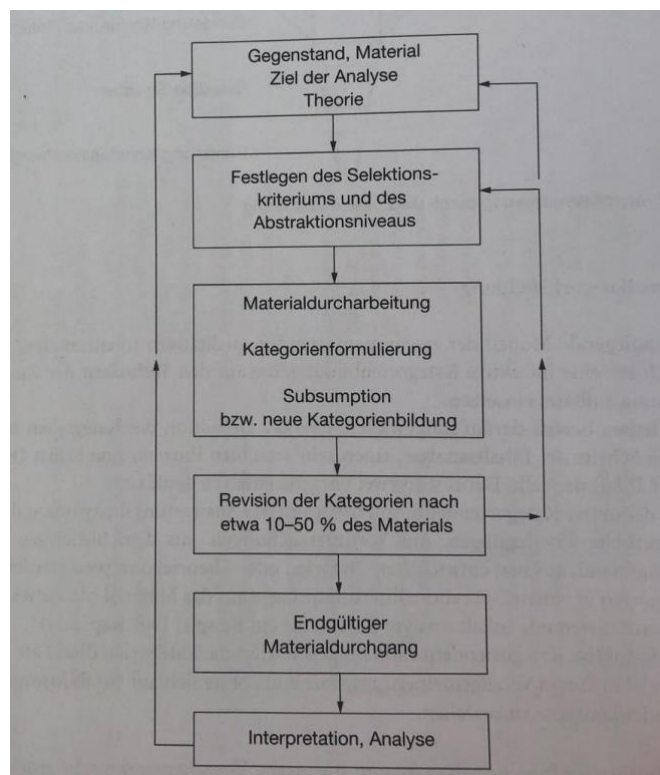 Gegenstand, Material
Ziel der Analyse
Theorie
Festlegen des Selektions-
kriteriums und des
Abstraktionsniveaus
Materialdurcharbeitung
Kategorienformulierung
Subsumption
bzw. neue Kategorienbildung
Revision der Kategorien nach
etwa 10–50 % des Materials
Endgültiger
Materialdurchgang
Interpretation, Analyse